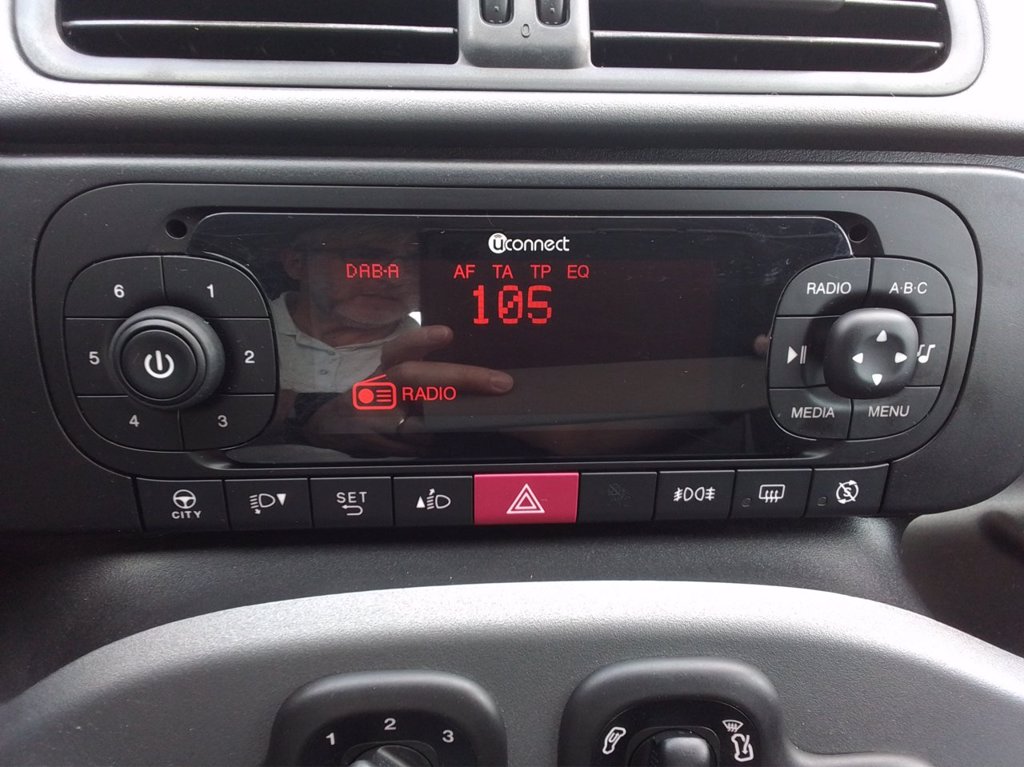 0
uconnect
DAB-A AF TA TP EQ
105
RADIO
6 1
5 2
4 3
RADIO A·B·C
MEDIA MENU
CITY
SET
1 2 3